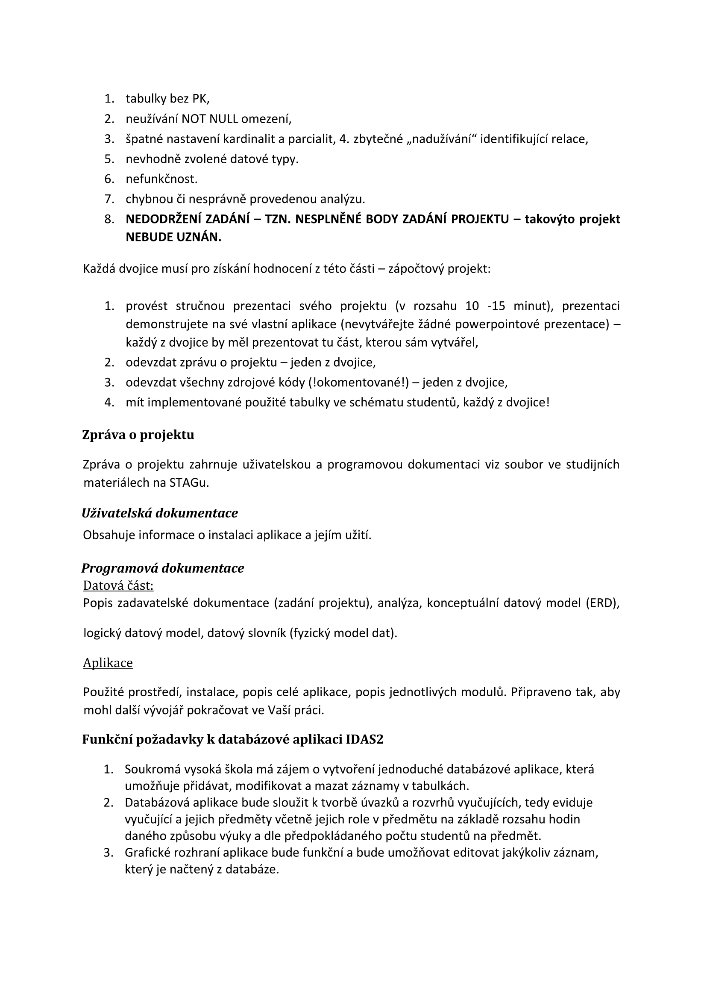 1. tabulky bez PK,
2. neužívání NOT NULL omezení,
3. špatné nastavení kardinalit a parcialit, 4. zbytečné „nadužívání“ identifikující relace,
5. nevhodně zvolené datové typy.
6. nefunkčnost.
7. chybnou či nesprávně provedenou analýzu.
8. NEDODRŽENÍ ZADÁNÍ – TZN. NESPLNĚNÉ BODY ZADÁNÍ PROJEKTU – takovýto projekt
NEBUDE UZNÁN.
Každá dvojice musí pro získání hodnocení z této části – zápočtový projekt:
1. provést stručnou prezentaci svého projektu (v rozsahu 10 -15 minut), prezentaci
demonstrujete na své vlastní aplikace (nevytvářejte žádné powerpointové prezentace) –
každý z dvojice by měl prezentovat tu část, kterou sám vytvářel,
2. odevzdat zprávu o projektu – jeden z dvojice,
3. odevzdat všechny zdrojové kódy (!okomentované!) – jeden z dvojice,
4. mít implementované použité tabulky ve schématu studentů, každý z dvojice!
Zpráva o projektu
Zpráva o projektu zahrnuje uživatelskou a programovou dokumentaci viz soubor ve studijních
materiálech na STAGu.
Uživatelská dokumentace
Obsahuje informace o instalaci aplikace a jejím užití.
Programová dokumentace
Datová část:
Popis zadavatelské dokumentace (zadání projektu), analýza, konceptuální datový model (ERD),
logický datový model, datový slovník (fyzický model dat).
Aplikace
Použité prostředí, instalace, popis celé aplikace, popis jednotlivých modulů. Připraveno tak, aby
mohl další vývojář pokračovat ve Vaší práci.
Funkční požadavky k databázové aplikaci IDAS2
1. Soukromá vysoká škola má zájem o vytvoření jednoduché databázové aplikace, která
umožňuje přidávat, modifikovat a mazat záznamy v tabulkách.
2. Databázová aplikace bude sloužit k tvorbě úvazků a rozvrhů vyučujících, tedy eviduje
vyučující a jejich předměty včetně jejich role v předmětu na základě rozsahu hodin
daného způsobu výuky a dle předpokládaného počtu studentů na předmět.
3. Grafické rozhraní aplikace bude funkční a bude umožňovat editovat jakýkoliv záznam,
který je načtený z databáze.